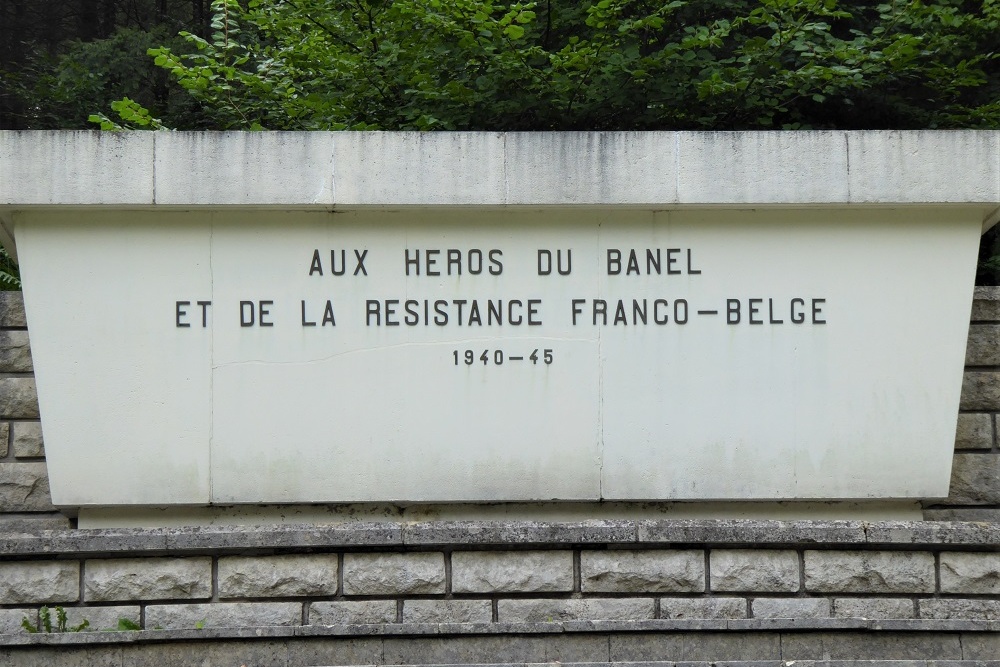 AUX HEROS DU BANEL
ET DE LA RESISTANCE FRANCO-BELGE
1940-45